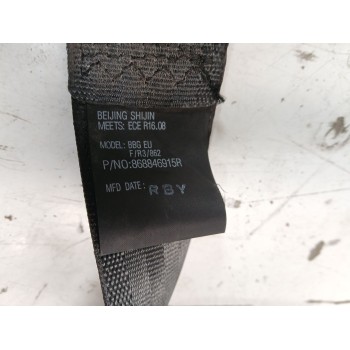 BEIJING SHIJIN
MEETS: ECE R16.08
MODEL: BBG EU
F/R3/862
P/NO:868846915R
MFD DATE: RBY